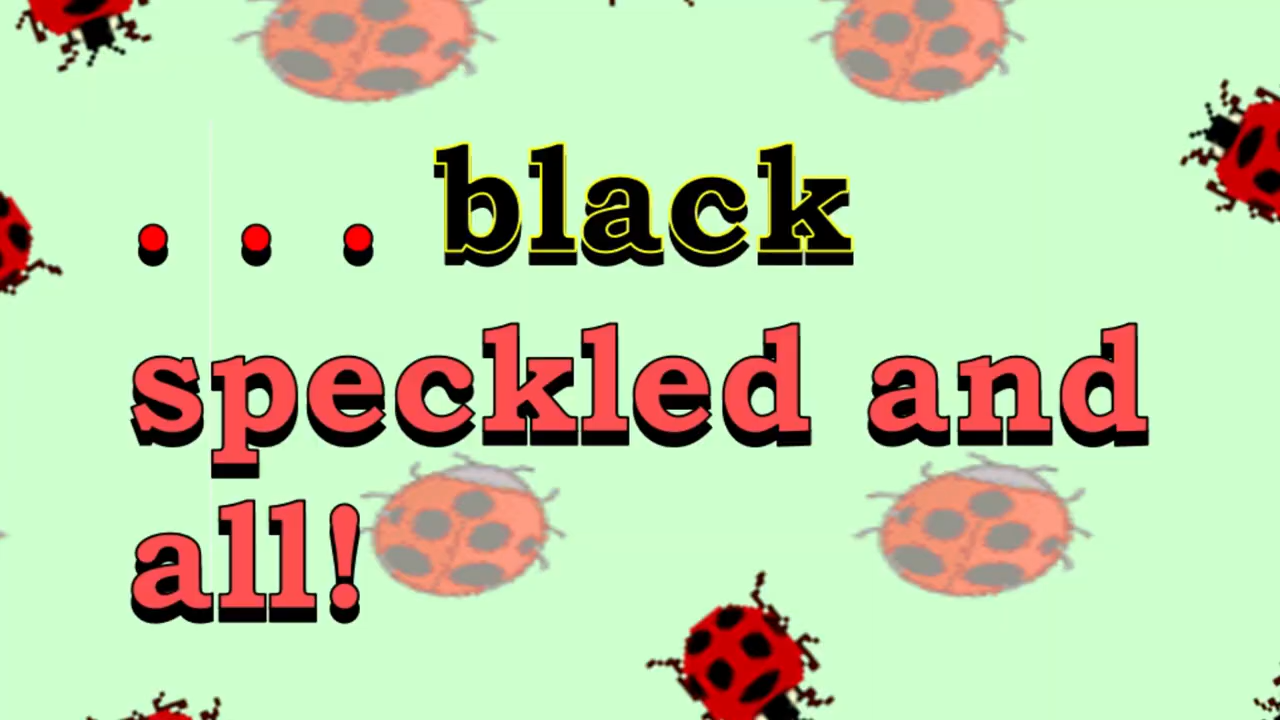 . . . black
speckled and
all!